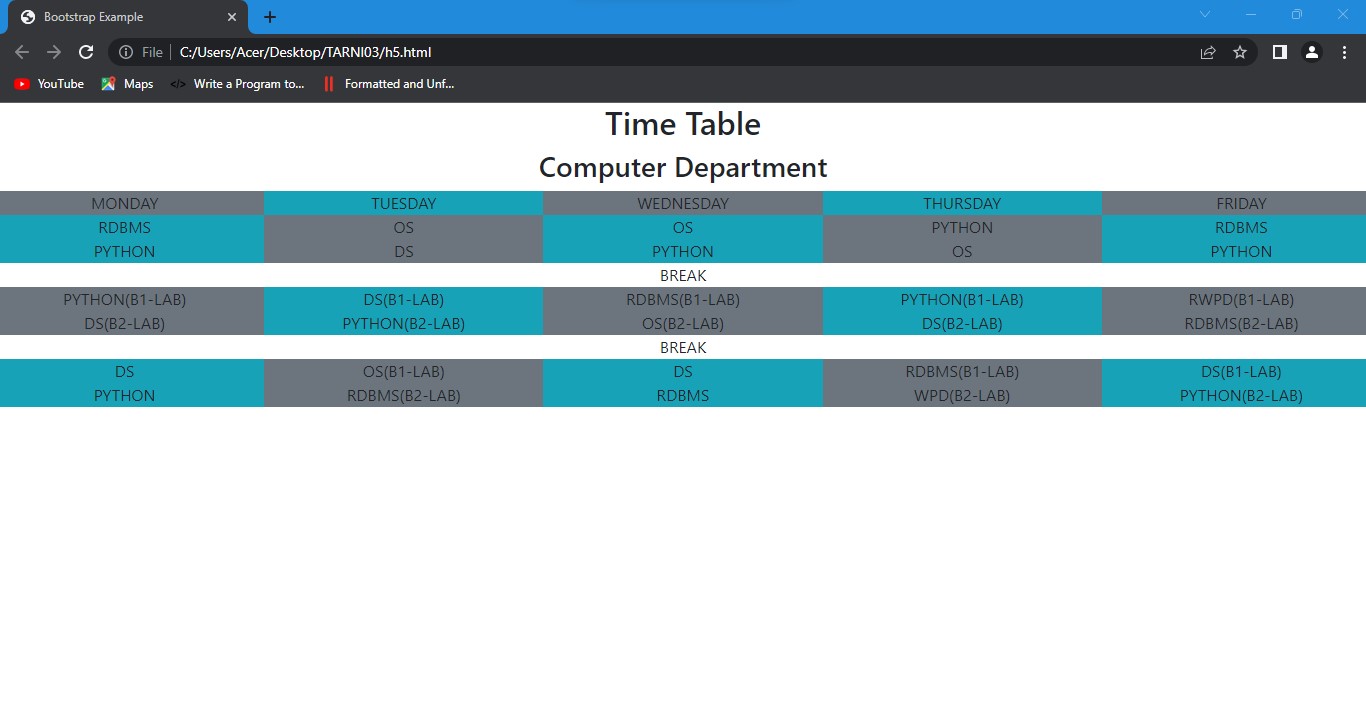 Bootstrap Example
File C:/Users/Acer/Desktop/TARNI03/h5.html
YouTube Maps </> Write a Program to... Formatted and Unf...
Time Table
Computer Department
MONDAY TUESDAY WEDNESDAY THURSDAY FRIDAY
RDBMS OS OS PYTHON RDBMS
PYTHON DS PYTHON OS PYTHON
BREAK
PYTHON(B1-LAB) DS(B1-LAB) RDBMS(B1-LAB) PYTHON(B1-LAB) RWPD(B1-LAB)
DS(B2-LAB) PYTHON(B2-LAB) OS(B2-LAB) DS(B2-LAB) RDBMS(B2-LAB)
BREAK
DS OS(B1-LAB) DS RDBMS(B1-LAB) DS(B1-LAB)
PYTHON RDBMS(B2-LAB) RDBMS WPD(B2-LAB) PYTHON(B2-LAB)